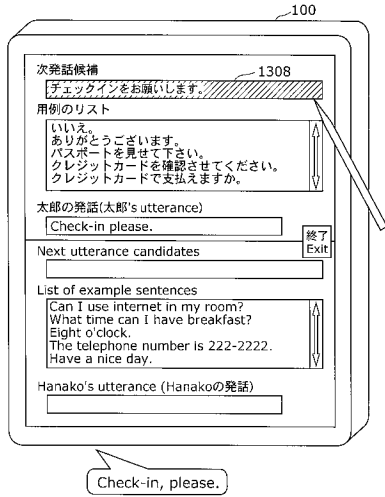 100
次発話候補
1308
チェックインをお願いします。
用例のリスト
いいえ。
ありがとうございます。
パスポートを見せて下さい。
クレジットカードを確認させてください。
クレジットカードで支払えますか。
太郎の発話(太郎's utterance)
Check-in please.
終了
Exit
Next utterance candidates
List of example sentences
Can I use internet in my room?
What time can I have breakfast?
Eight o'clock.
The telephone number is 222-2222.
Have a nice day.
Hanako's utterance (Hanakoの発話)
Check-in, please.